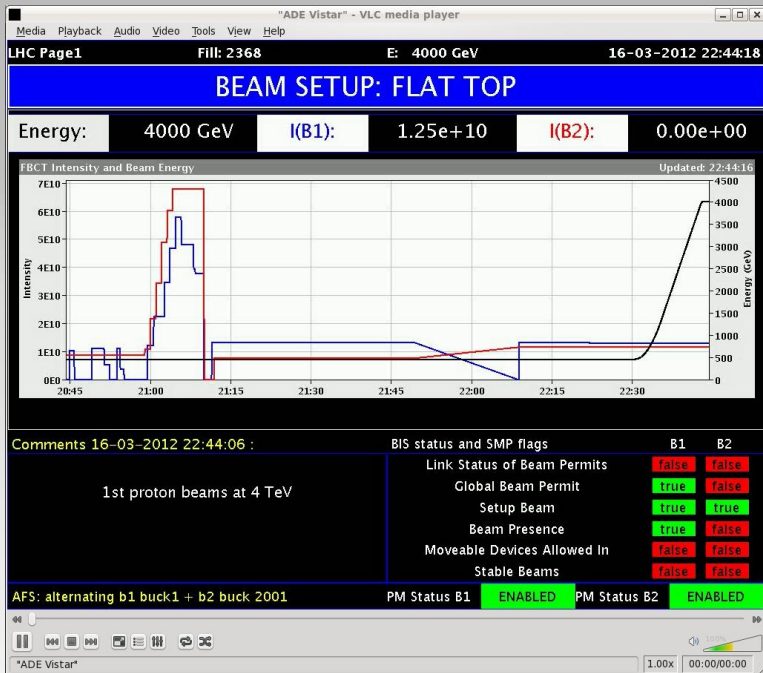 "ADE Vistar" - VLC media player
Media Playback Audio Video Tools View Help
LHC Page1 Fill: 2368 E: 4000 GeV 16-03-2012 22:44:18
BEAM SETUP: FLAT TOP
Energy: 4000 GeV I(B1): 1.25e+10 I(B2): 0.00e+00
FBCT Intensity and Beam Energy Updated: 22:44:16
Intensity
7E10
6E10
5E10
4E10
3E10
2E10
1E10
0E0
20:45 21:00 21:15 21:30 21:45 22:00 22:15 22:30
4500
4000
3500
3000
2500
2000
1500
1000
500
0
Energy (GeV)
Comments 16-03-2012 22:44:06 :
1st proton beams at 4 TeV
BIS status and SMP flags B1 B2
Link Status of Beam Permits false false
Global Beam Permit true false
Setup Beam true true
Beam Presence true false
Moveable Devices Allowed In false false
Stable Beams false false
AFS: alternating b1 buck1 + b2 buck 2001 PM Status B1 ENABLED PM Status B2 ENABLED
100%
"ADE Vistar" 1.00x 00:00/00:00